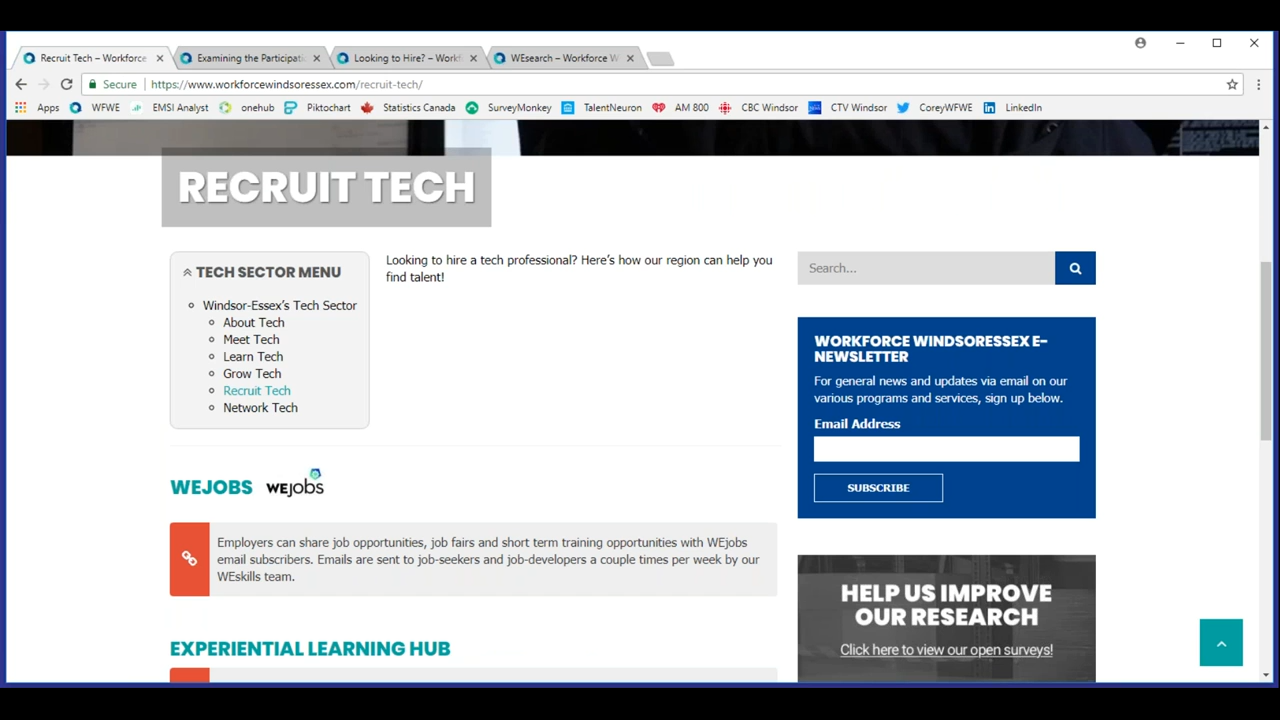 Recruit Tech – Workforce
Examining the Participati
Looking to Hire? – Workf
WEsearch – Workforce W
Secure
https://www.workforcewindsoressex.com/recruit-tech/
Apps
WFWE
EMSI Analyst
onehub
Piktochart
Statistics Canada
SurveyMonkey
TalentNeuron
AM 800
CBC Windsor
CTV Windsor
CoreyWFWE
LinkedIn
RECRUIT TECH
TECH SECTOR MENU
Windsor-Essex's Tech Sector
About Tech
Meet Tech
Learn Tech
Grow Tech
Recruit Tech
Network Tech
Looking to hire a tech professional? Here's how our region can help you
find talent!
WEJOBS
WEjobs
Employers can share job opportunities, job fairs and short term training opportunities with WEjobs
email subscribers. Emails are sent to job-seekers and job-developers a couple times per week by our
WEskills team.
EXPERIENTIAL LEARNING HUB
Search...
WORKFORCE WINDSORESSEX E-
NEWSLETTER
For general news and updates via email on our
various programs and services, sign up below.
Email Address
SUBSCRIBE
HELP US IMPROVE
OUR RESEARCH
Click here to view our open surveys!